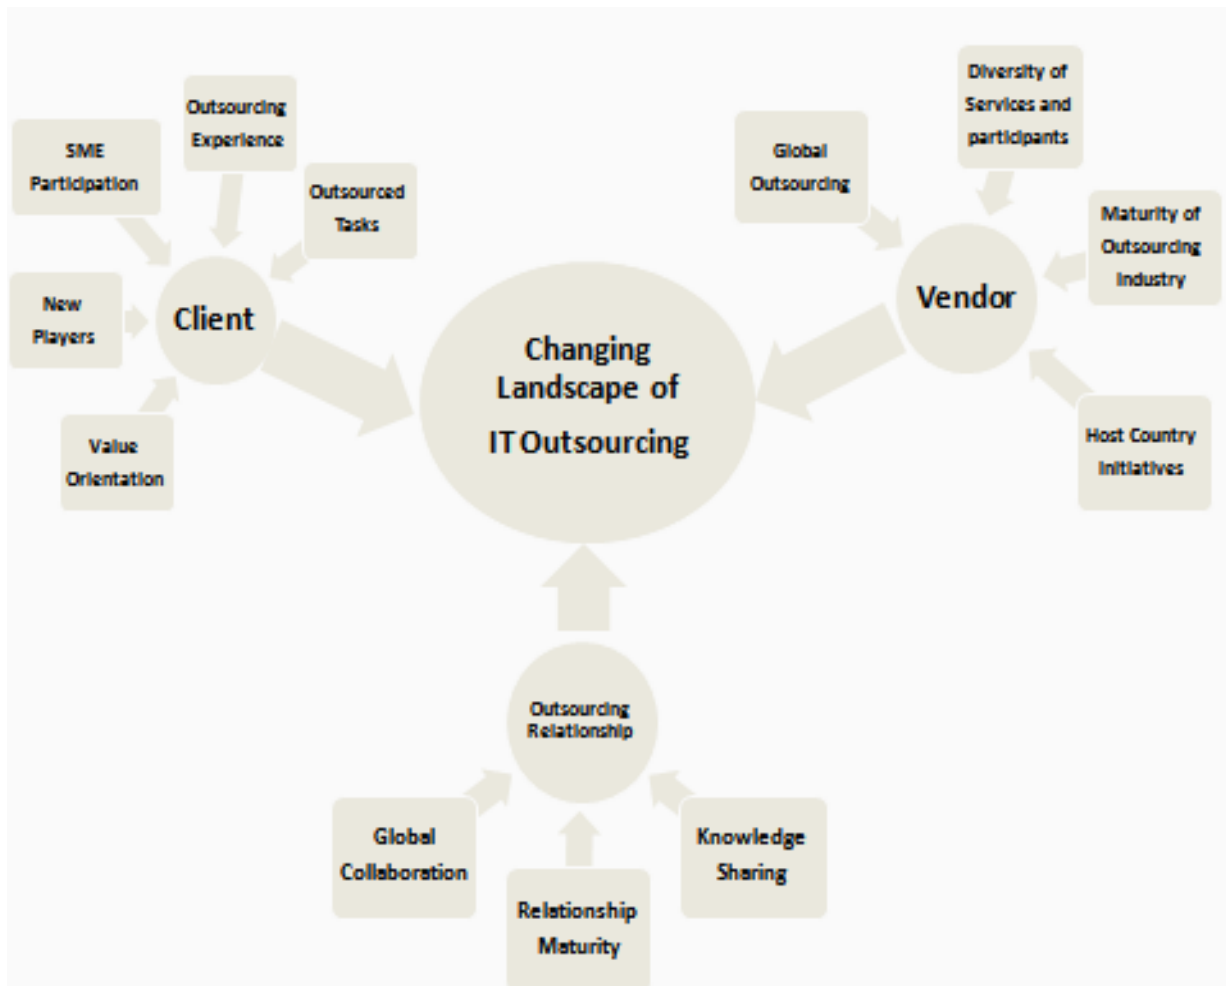 Outsourcing
Experience
SME
Participation
Outsourced
Tasks
New
Players
Client
Value
Orientation
Changing
Landscape of
IT Outsourcing
Diversity of
Services and
participants
Global
Outsourcing
Maturity of
Outsourcing
Industry
Vendor
Host Country
Initiatives
Outsourcing
Relationship
Global
Collaboration
Relationship
Maturity
Knowledge
Sharing